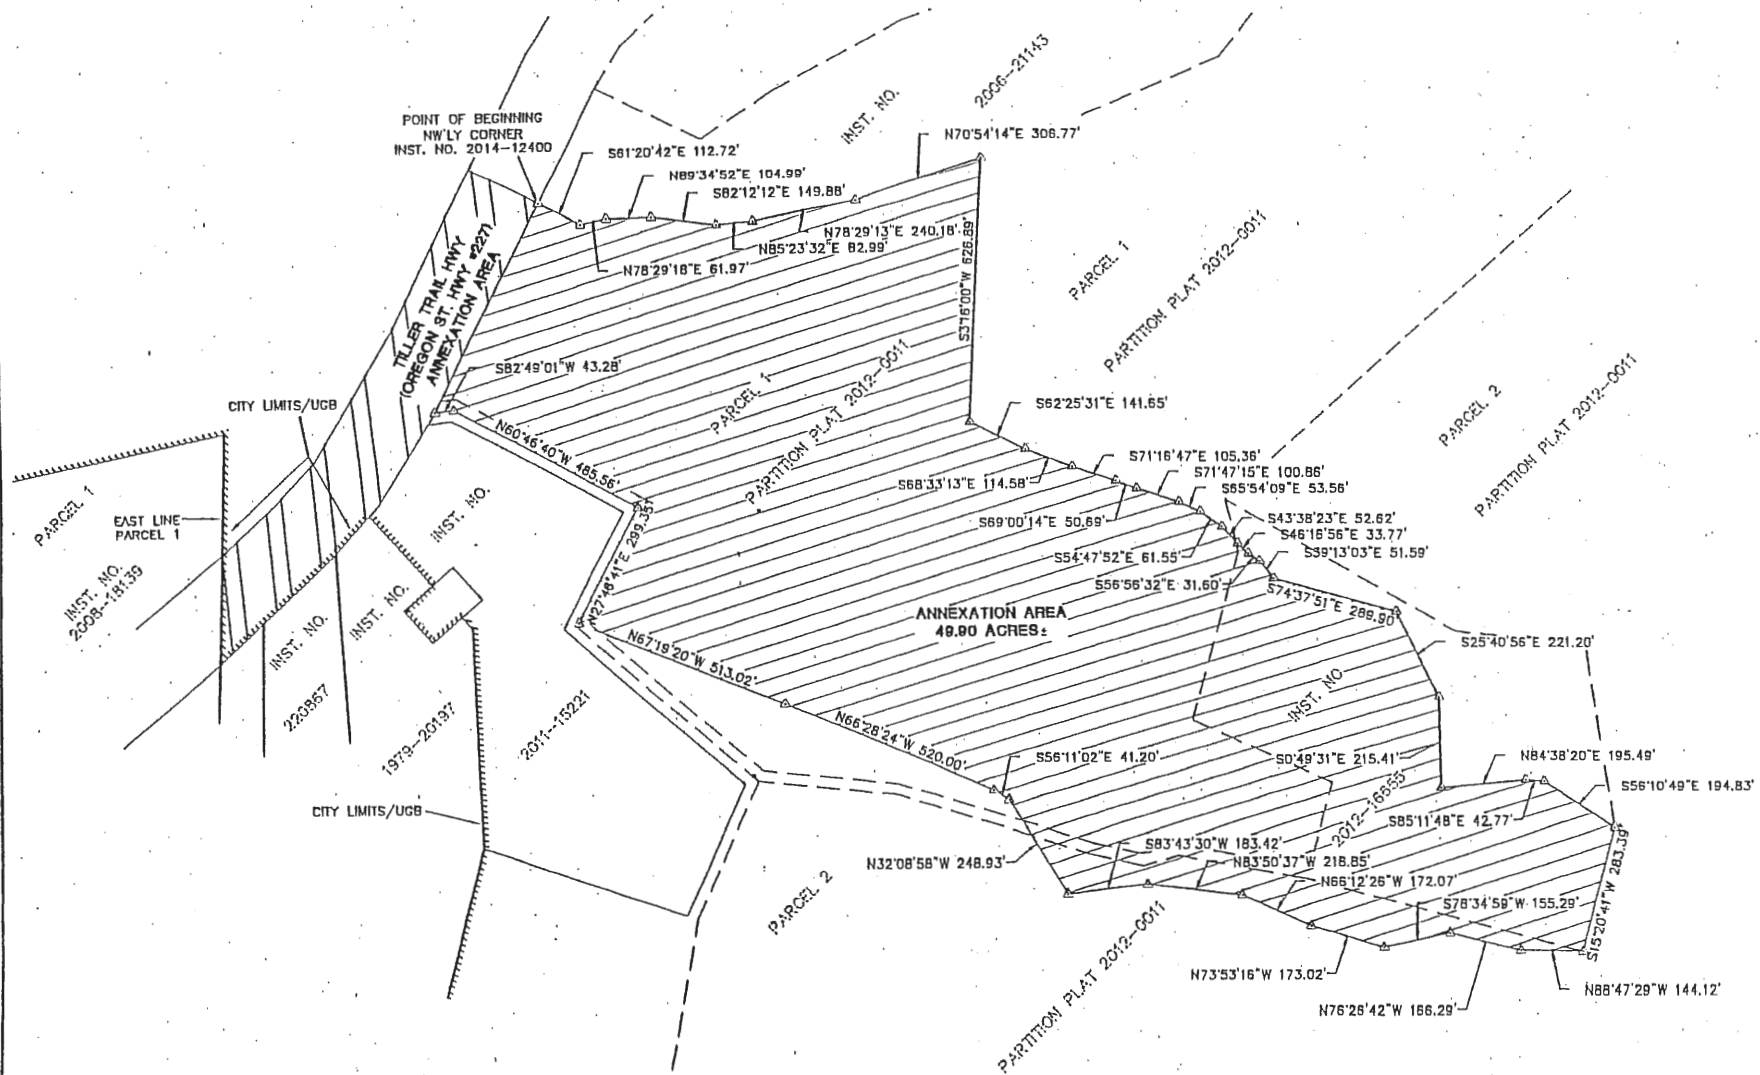 POINT OF BEGINNING
NW'LY CORNER
INST. NO. 2014-12400
S61°20'42"E 112.72'
N89°34'52"E 104.99'
S82°12'12"E 149.88'
INST. NO.
2006-21143
N70°54'14"E 306.77'
N78°29'13"E 240.18'
N85°23'32"E 82.99'
N78°29'18"E 61.97'
TILLER TRAIL HWY
(OREGON ST. HWY #227)
ANNEXATION AREA
S3°16'00"W 626.89'
PARCEL 1
PARTITION PLAT 2012-0011
S82°49'01"W 43.28'
CITY LIMITS/UGB
N60°46'40"W 485.56'
PARCEL 1
PARTITION PLAT 2012-0011
S62°25'31"E 141.65'
PARCEL 2
PARTITION PLAT 2012-0011
S71°16'47"E 105.36'
S71°47'15"E 100.86'
S65°54'09"E 53.56'
S68°33'13"E 114.58'
S69°00'14"E 50.69'
S43°38'23"E 52.62'
S46°16'56"E 33.77'
S39°13'03"E 51.59'
S54°47'52"E 61.55'
S56°56'32"E 31.60'
S74°37'51"E 289.90'
PARCEL 1
EAST LINE
PARCEL 1
INST. NO.
2008-18139
INST. NO.
INST. NO.
INST. NO.
220867
1979-20197
2011-15221
N27°46'41"E 299.35'
N67°19'20"W 513.02'
ANNEXATION AREA
49.90 ACRES±
S25°40'56"E 221.20'
INST. NO.
2012-16655
N66°28'24"W 520.00'
S56°11'02"E 41.20'
S0°49'31"E 215.41'
N84°38'20"E 195.49'
S56°10'49"E 194.83'
S85°11'48"E 42.77'
CITY LIMITS/UGB
N32°08'58"W 248.93'
S83°43'30"W 183.42'
N83°50'37"W 218.85'
N66°12'26"W 172.07'
S78°34'59"W 155.29'
S15°20'41"W 283.39'
PARCEL 2
PARTITION PLAT 2012-0011
N73°53'16"W 173.02'
N76°26'42"W 166.29'
N88°47'29"W 144.12'